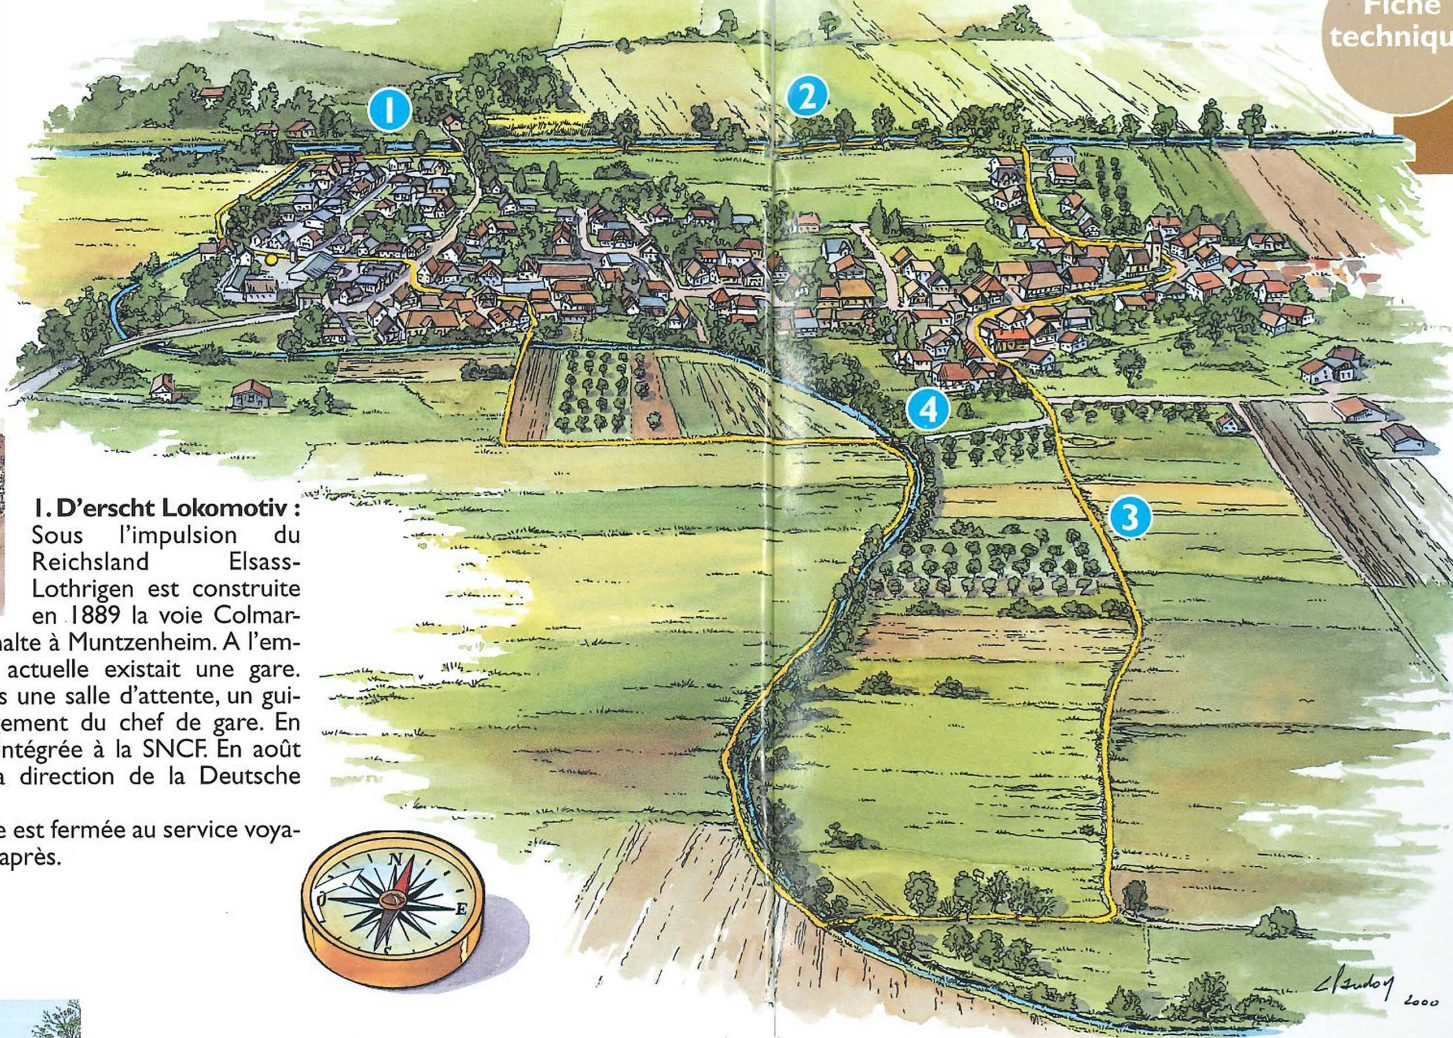 Fiche
techniqu
1
2
4
3
1. D'erscht Lokomotiv :
Sous l'impulsion du
Reichsland Elsass-
Lothrigen est construite
en 1889 la voie Colmar-
halte à Muntzenheim. A l'em-
actuelle existait une gare.
s une salle d'attente, un gui-
gement du chef de gare. En
intégrée à la SNCF. En août
a direction de la Deutsche
e est fermée au service voya-
après.
N
O E
S
2000